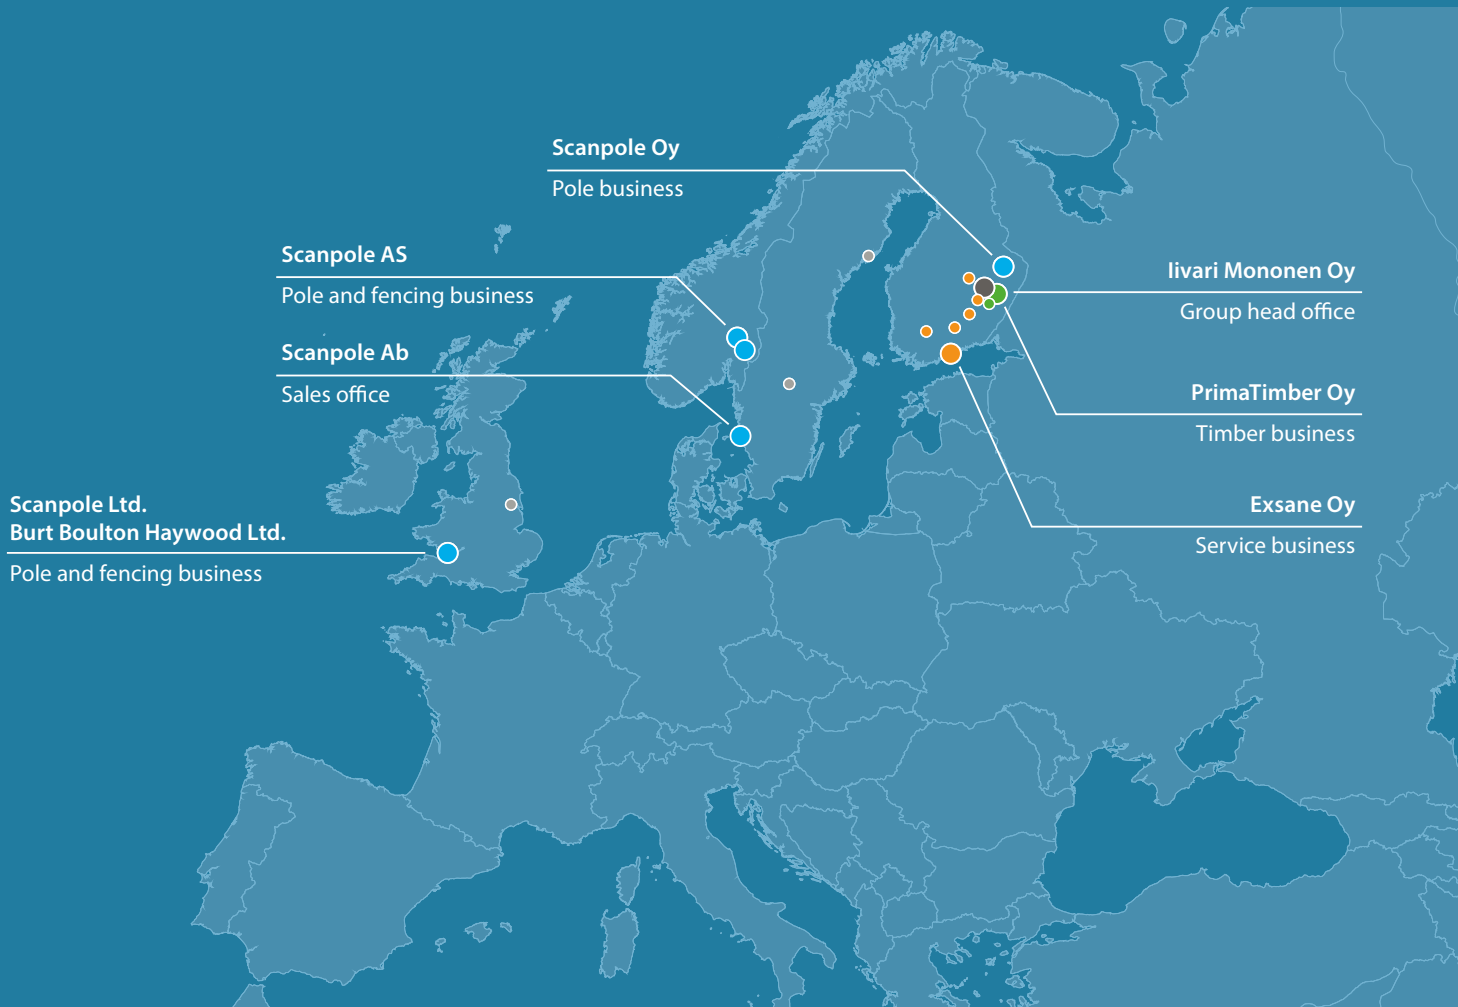 Scanpole Oy
Pole business
Scanpole AS
Pole and fencing business
Scanpole Ab
Sales office
Scanpole Ltd.
Burt Boulton Haywood Ltd.
Pole and fencing business
Iivari Mononen Oy
Group head office
PrimaTimber Oy
Timber business
Exsane Oy
Service business